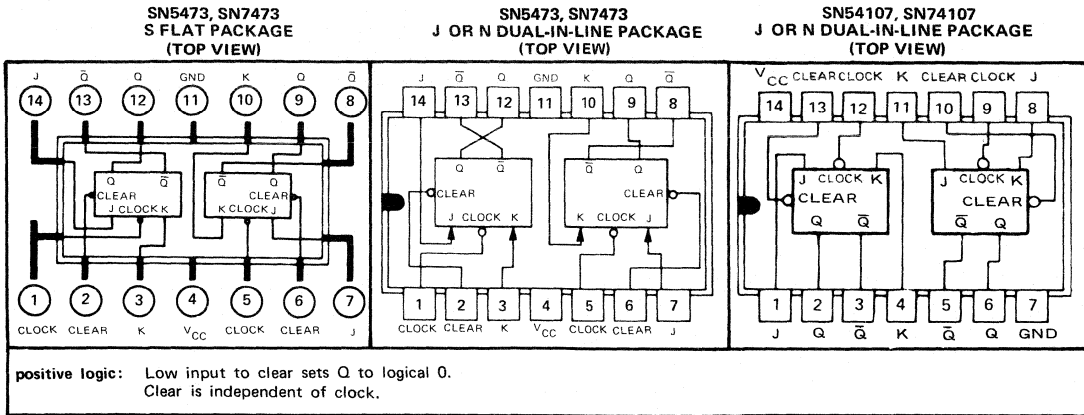 SN5473, SN7473
S FLAT PACKAGE
(TOP VIEW)
J Q̅ Q GND K Q Q̅
14 13 12 11 10 9 8
Q Q̅ Q̅ Q
CLEAR CLEAR
J CLOCK K K CLOCK J
1 2 3 4 5 6 7
CLOCK CLEAR K VCC CLOCK CLEAR J
SN5473, SN7473
J OR N DUAL-IN-LINE PACKAGE
(TOP VIEW)
J Q̅ Q GND K Q Q̅
14 13 12 11 10 9 8
Q Q̅ Q̅ Q
CLEAR CLEAR
J CLOCK K K CLOCK J
1 2 3 4 5 6 7
CLOCK CLEAR K VCC CLOCK CLEAR J
SN54107, SN74107
J OR N DUAL-IN-LINE PACKAGE
(TOP VIEW)
VCC CLEAR CLOCK K CLEAR CLOCK J
14 13 12 11 10 9 8
J CLOCK K J CLOCK K
CLEAR CLEAR
Q Q̅ Q̅ Q
1 2 3 4 5 6 7
J Q Q̅ K Q̅ Q GND
positive logic: Low input to clear sets Q to logical 0.
Clear is independent of clock.